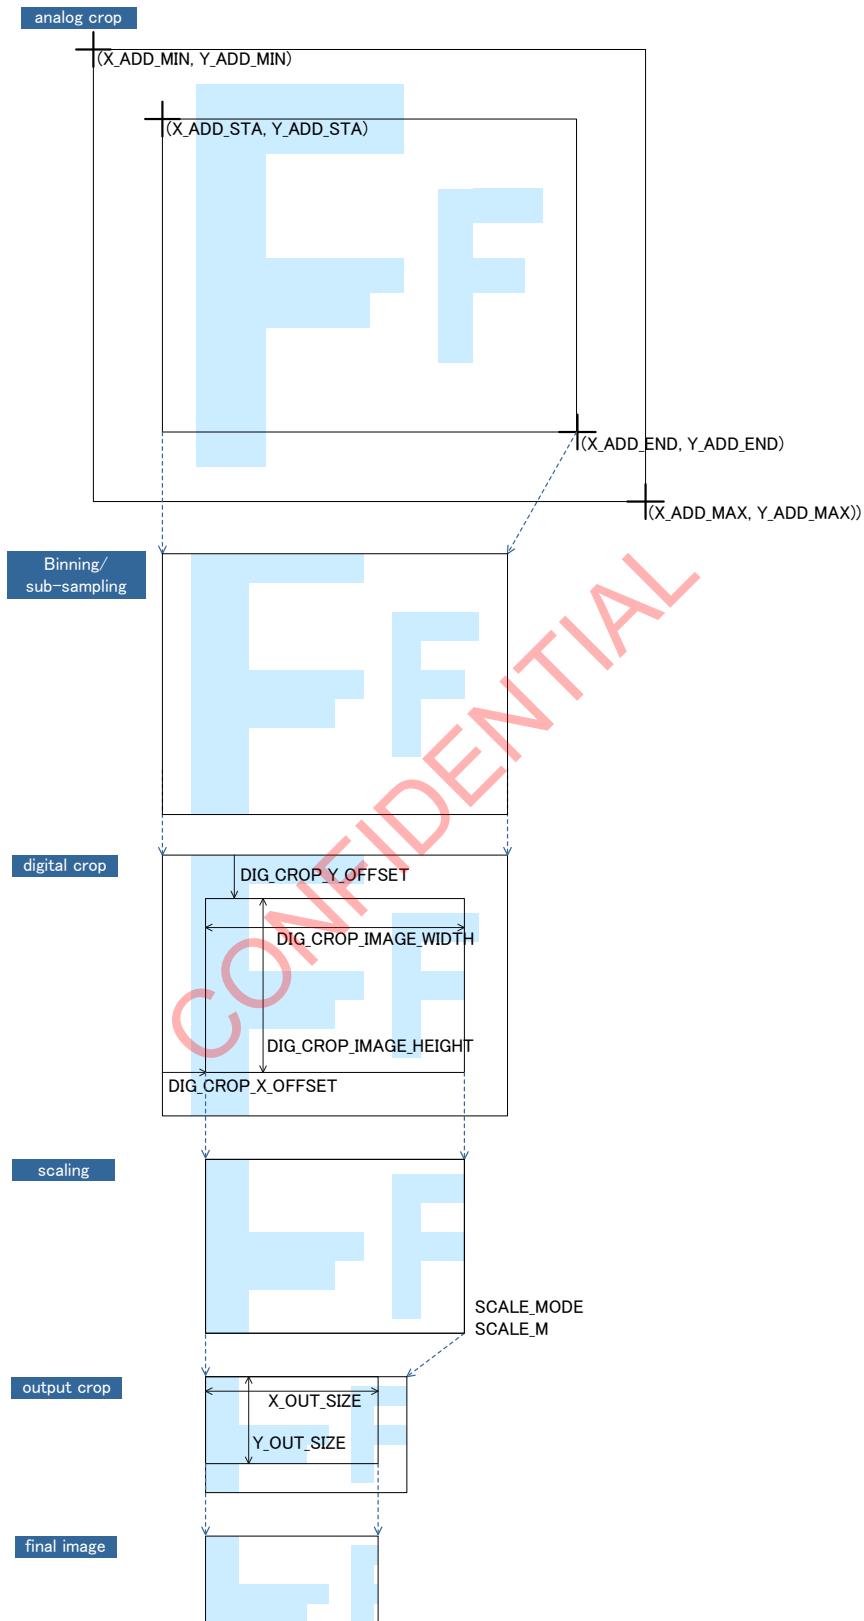 analog crop
(X_ADD_MIN, Y_ADD_MIN)
(X_ADD_STA, Y_ADD_STA)
(X_ADD_END, Y_ADD_END)
(X_ADD_MAX, Y_ADD_MAX))
Binning/
sub-sampling
CONFIDENTIAL
digital crop
DIG_CROP_Y_OFFSET
DIG_CROP_IMAGE_WIDTH
DIG_CROP_IMAGE_HEIGHT
DIG_CROP_X_OFFSET
scaling
SCALE_MODE
SCALE_M
output crop
X_OUT_SIZE
Y_OUT_SIZE
final image